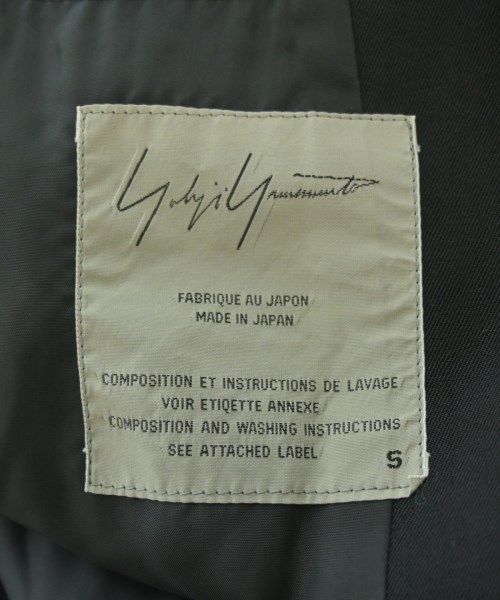 Yohji Yamamoto
FABRIQUE AU JAPON
MADE IN JAPAN
COMPOSITION ET INSTRUCTIONS DE LAVAGE
VOIR ETIQETTE ANNEXE
COMPOSITION AND WASHING INSTRUCTIONS
SEE ATTACHED LABEL
S